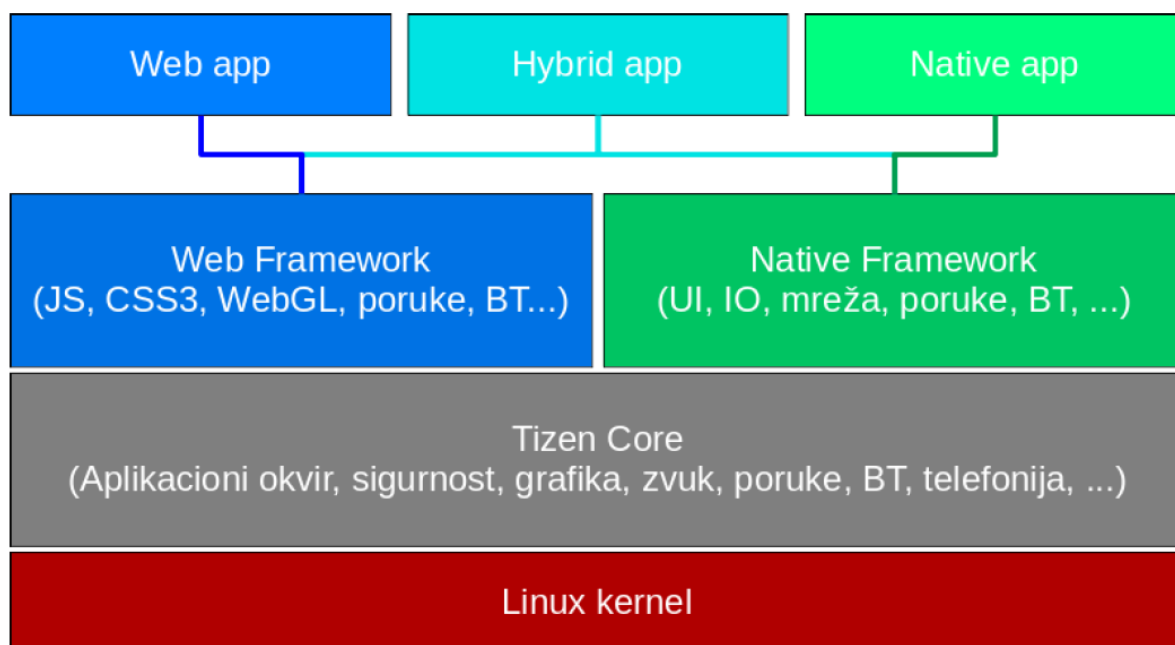 Web app
Hybrid app
Native app
Web Framework
(JS, CSS3, WebGL, poruke, BT...)
Native Framework
(UI, IO, mreža, poruke, BT, ...)
Tizen Core
(Aplikacioni okvir, sigurnost, grafika, zvuk, poruke, BT, telefonija, ...)
Linux kernel